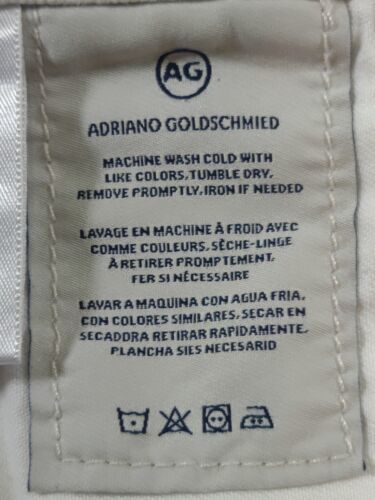 AG
ADRIANO GOLDSCHMIED
MACHINE WASH COLD WITH
LIKE COLORS, TUMBLE DRY,
REMOVE PROMPTLY, IRON IF NEEDED
LAVAGE EN MACHINE À FROID AVEC
COMME COULEURS, SÈCHE-LINGE
À RETIRER PROMPTEMENT,
FER SI NÉCESSAIRE
LAVAR A MAQUINA CON AGUA FRIA,
CON COLORES SIMILARES, SECAR EN
SECADORA RETIRAR RAPIDAMENTE,
PLANCHA SIES NECESARID